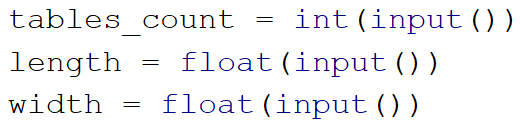 tables_count = int(input())
length = float(input())
width = float(input())